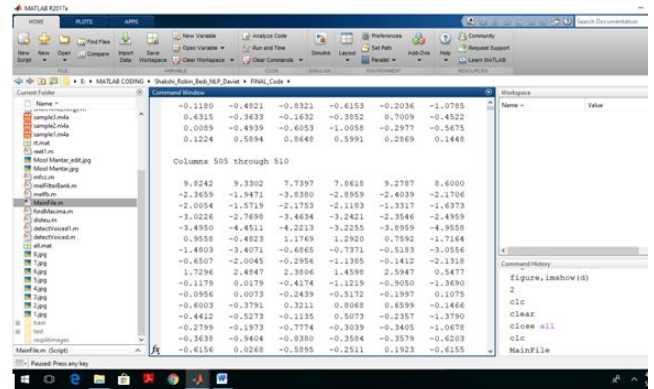 MATLAB R2017a
HOME PLOTS APPS
Search Documentation
New Script
New
Open
Find Files
Compare
Import Data
Save Workspace
New Variable
Open Variable
Clear Workspace
Analyze Code
Run and Time
Clear Commands
Simulink
Layout
Preferences
Set Path
Parallel
Add-Ons
Help
Community
Request Support
Learn MATLAB
FILE VARIABLE CODE SIMULINK ENVIRONMENT RESOURCES
E: MATLAB CODING Shakshi_Robin_Bedi_NLP_Daviet FINAL_Code
Current Folder
Name
sample3.m4a
sample2.m4a
sample1.m4a
rt.mat
reet1.m
Mool Mantar_edit.jpg
Mool Mantar.jpg
mfcc.m
melFilterBank.m
melfb.m
MainFile.m
findMaxima.m
disteu.m
detectVoiced1.m
detectVoiced.m
all.mat
8.jpg
7.jpg
6.jpg
5.jpg
4.jpg
3.jpg
2.jpg
1.jpg
train
test
MainFile.m (Script)
Command Window
-0.1180 -0.4821 -0.8321 -0.6153 -0.2036 -1.0785
0.6315 -0.3633 -0.1632 -0.3852 0.7009 -0.4522
0.0089 -0.4939 -0.6053 -1.0058 -0.2977 -0.5675
0.1224 0.5894 0.8648 0.5991 0.2869 0.1448
Columns 505 through 510
9.8242 9.3302 7.7397 7.8618 9.2787 8.6000
-2.3659 -1.9471 -3.8380 -2.8959 -2.4039 -2.1706
-2.0054 -1.5719 -2.1753 -2.1183 -1.3317 -1.6373
-3.0226 -2.7698 -3.4634 -3.2421 -2.3546 -2.4959
-3.4950 -4.4511 -4.2213 -3.2255 -3.8959 -4.9558
0.9558 -0.4823 1.1769 1.2920 0.7592 -1.7164
-1.4803 -3.4071 -0.6865 -0.7371 -0.5183 -3.0556
-0.6507 -2.0045 -0.2956 -1.1385 -0.1412 -2.1318
1.7296 2.4847 2.3806 1.4598 2.5947 0.5477
-0.1179 0.0179 -0.4174 -1.1219 -0.9050 -1.3690
-0.0956 0.0073 -0.2439 -0.5172 -0.1997 0.1075
-0.6003 -0.3791 0.3211 0.8068 0.6599 -0.1466
-0.4412 -0.5273 -0.1135 0.5073 -0.2357 -1.3790
-0.2799 -0.1973 -0.7774 -0.3039 -0.3405 -1.0678
-0.3638 -0.9404 -0.8380 -0.3584 -0.3579 -0.6203
-0.6156 0.0268 -0.5895 -0.2511 0.1923 -0.6155
Workspace
Name Value
Command History
figure,imshow(d)
2
clc
clear
close all
clc
MainFile
Paused: Press any key